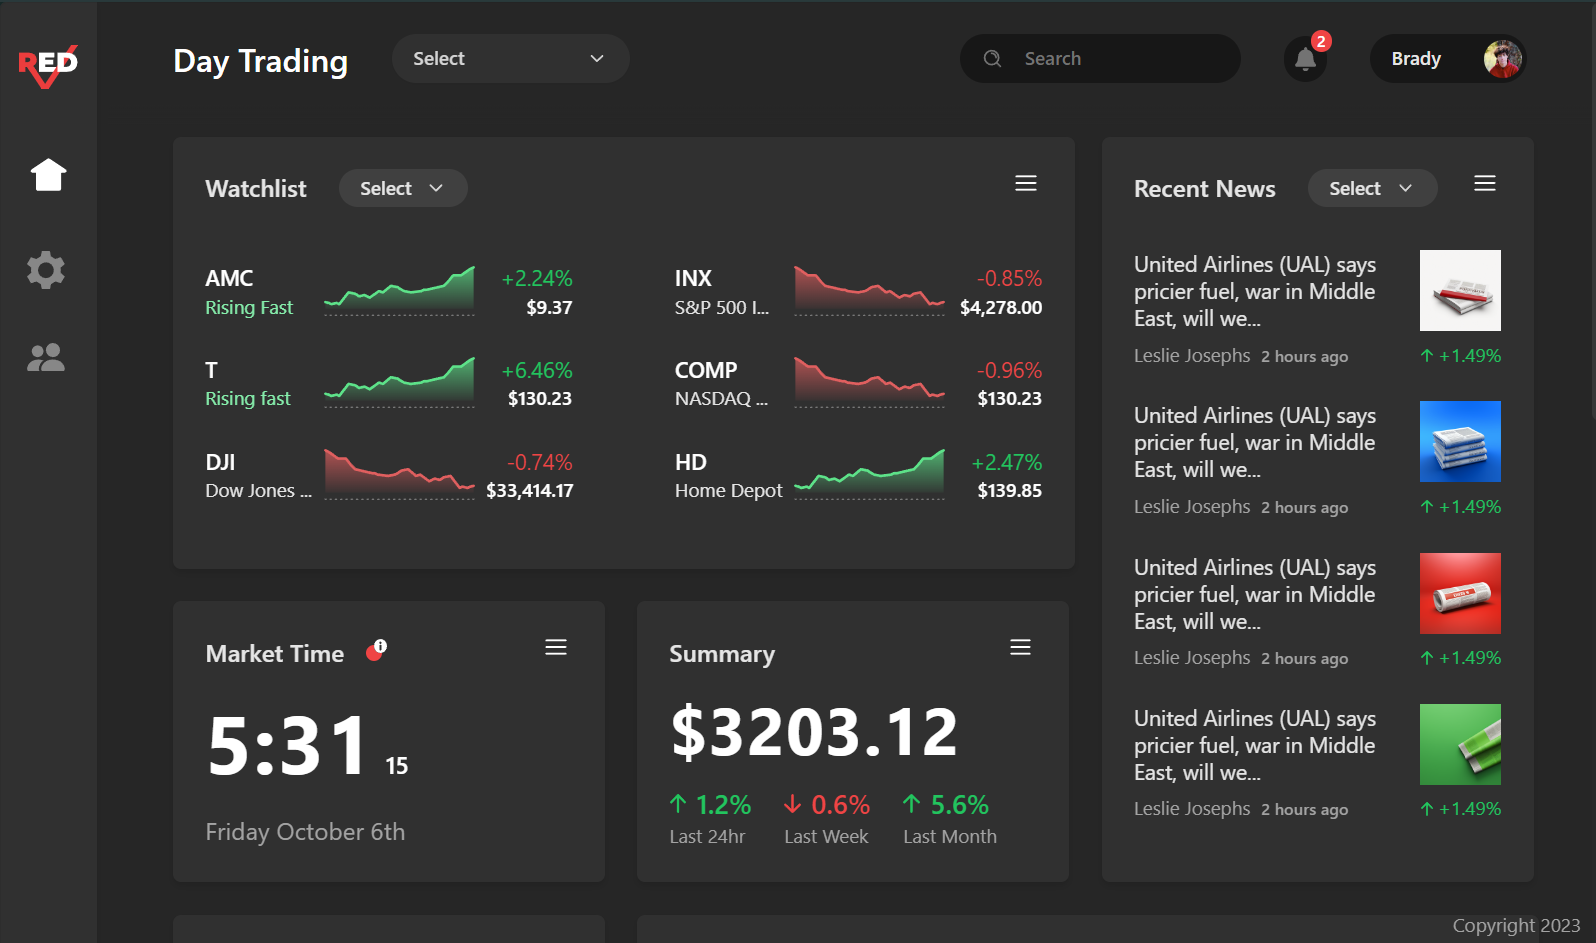 RED
Day Trading
Select
Search
2
Brady
Watchlist
Select
AMC
Rising Fast
+2.24%
$9.37
INX
S&P 500 I...
-0.85%
$4,278.00
T
Rising fast
+6.46%
$130.23
COMP
NASDAQ ...
-0.96%
$130.23
DJI
Dow Jones ...
-0.74%
$33,414.17
HD
Home Depot
+2.47%
$139.85
Recent News
Select
United Airlines (UAL) says
pricier fuel, war in Middle
East, will we...
Leslie Josephs 2 hours ago
+1.49%
United Airlines (UAL) says
pricier fuel, war in Middle
East, will we...
Leslie Josephs 2 hours ago
+1.49%
United Airlines (UAL) says
pricier fuel, war in Middle
East, will we...
Leslie Josephs 2 hours ago
+1.49%
United Airlines (UAL) says
pricier fuel, war in Middle
East, will we...
Leslie Josephs 2 hours ago
+1.49%
Market Time
i
5:31 15
Friday October 6th
Summary
$3203.12
1.2%
Last 24hr
0.6%
Last Week
5.6%
Last Month
Copyright 2023